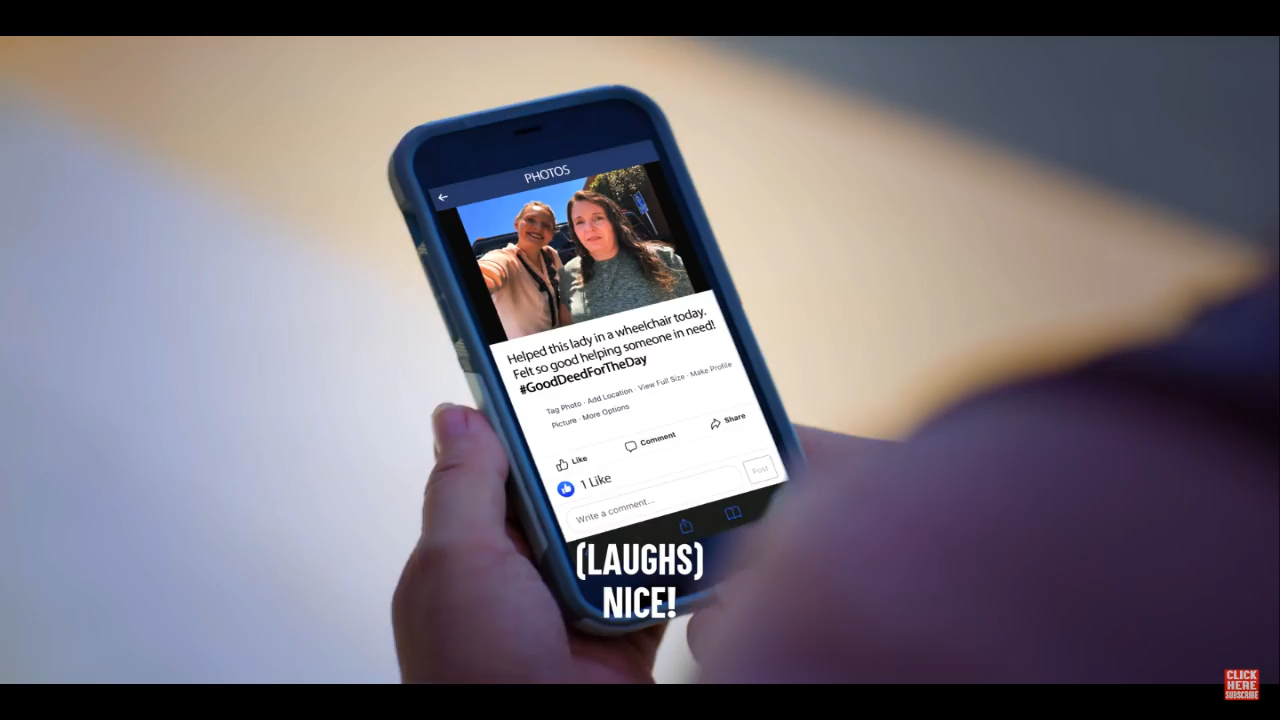 PHOTOS
Helped this lady in a wheelchair today.
Felt so good helping someone in need!
#GoodDeedForTheDay
Tag Photo · Add Location · View Full Size · Make Profile
Picture · More Options
Like
Comment
Share
1 Like
Write a comment...
Post
(LAUGHS)
NICE!
CLICK
HERE
SUBSCRIBE